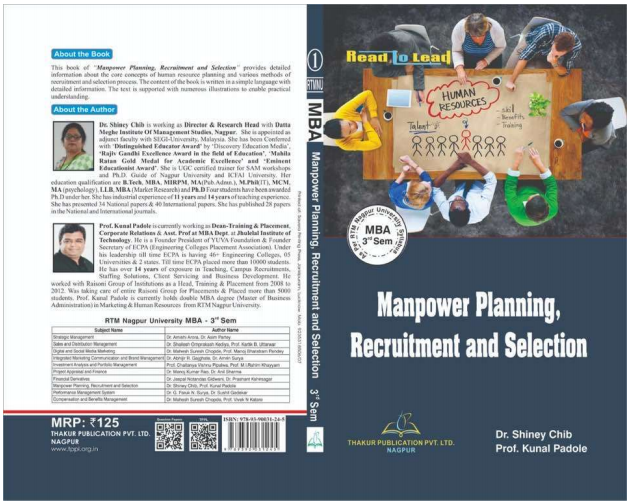 About the Book
This book of "Manpower Planning, Recruitment and Selection" provides detailed
information about the core concepts of human resource planning and various methods of
recruitment and selection process. The content of the book is written in a simple language with
detailed information. The text is supported with numerous illustrations to enable practical
understanding.
About the Author
Dr. Shiney Chib is working as Director & Research Head with Datta
Meghe Institute Of Management Studies, Nagpur. She is appointed as
adjunct faculty with SEGI-University, Malaysia. She has been Conferred
with 'Distinguished Educator Award' by 'Discovery Education Media',
'Rajiv Gandhi Excellence Award in the field of Education', 'Mahila
Ratan Gold Medal for Academic Excellence' and 'Eminent
Educationist Award'. She is UGC certified trainer for SAM workshops
and Ph.D. Guide of Nagpur University and ICFAI University. Her
education qualification are B.Tech, MBA, MIRPM, MA(Pub.Admn.), M.Phil(IT), MCM,
MA (psychology), LLB, MBA (Market Research) and Ph.D Four students have been awarded
Ph.D under her. She has industrial experience of 11 years and 14 years of teaching experience.
She has presented 34 National papers & 40 International papers. She has published 28 papers
in the National and International journals.
Prof. Kunal Padole is currently working as Dean-Training & Placement,
Corporate Relations & Asst. Prof at MBA Dept. at Jhulelal Institute of
Technology. He is a Founder President of YUVA Foundation & Founder
Secretary of ECPA (Engineering Colleges Placement Association). Under
his leadership till time ECPA is having 46+ Engineering Colleges, 05
Universities & 2 states. Till time ECPA placed more than 10000 students.
He has over 14 years of exposure in Teaching, Campus Recruitments,
Staffing Solutions, Client Servicing and Business Development. He
worked with Raisoni Group of Institutions as a Head, Training & Placement from 2008 to
2012. Was taking care of entire Raisoni Group for Placements & Placed more than 5000
students. Prof. Kunal Padole is currently holds double MBA degree (Master of Business
Administration) in Marketing & Human Resources from RTM Nagpur University.
RTM Nagpur University MBA - 3rd Sem
Subject Name Author Name
Strategic Management
Sales and Distribution Management
Digital and Social Media Marketing
Integrated Marketing Communication and Brand Management
Investment Analysis and Portfolio Management
Project Appraisal and Finance
Financial Derivatives
Manpower Planning, Recruitment and Selection Dr. Shiney Chib, Prof. Kunal Padole
Performance Management System
Compensation and Benefits Management
MRP: ₹125
THAKUR PUBLICATION PVT. LTD.
NAGPUR
www.tppl.org.in
ISBN: 978-93-90831-24-8
1
RTMNU
MBA Manpower Planning, Recruitment and Selection 3rd Sem
Read to Lead
HUMAN
RESOURCES
Talent
Skill
Benefits
Training
As per RTM Nagpur University Syllabus
MBA
3rd Sem
Manpower Planning,
Recruitment and Selection
THAKUR PUBLICATION PVT. LTD.
NAGPUR
Dr. Shiney Chib
Prof. Kunal Padole